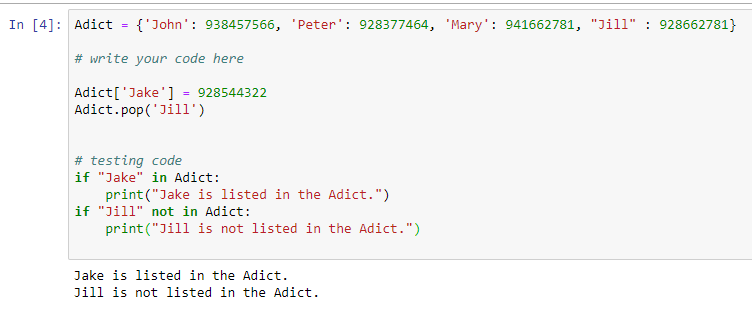 In [4]: Adict = {'John': 938457566, 'Peter': 928377464, 'Mary': 941662781, "Jill" : 928662781}
# write your code here
Adict['Jake'] = 928544322
Adict.pop('Jill')
# testing code
if "Jake" in Adict:
    print("Jake is listed in the Adict.")
if "Jill" not in Adict:
    print("Jill is not listed in the Adict.")
Jake is listed in the Adict.
Jill is not listed in the Adict.